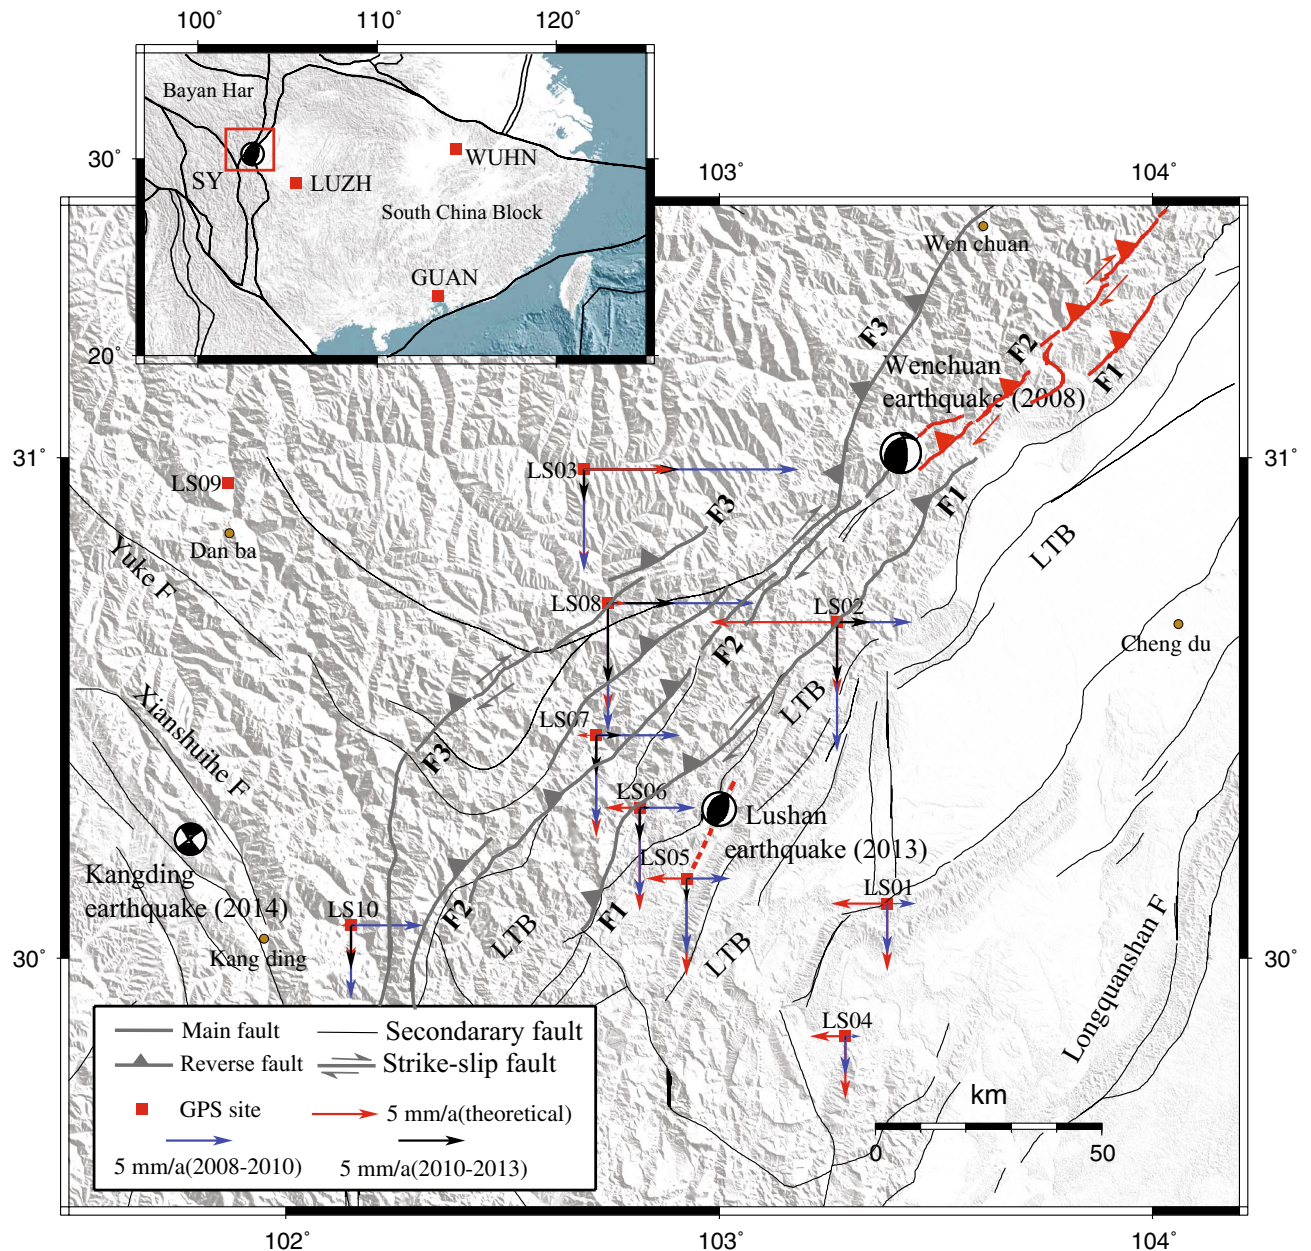 100°
110°
120°
Bayan Har
30°
WUHN
SY
LUZH
South China Block
GUAN
20°
103°
104°
Wen chuan
F3
F2
Wenchuan
earthquake (2008)
F1
31°
31°
LS03
LS09
F3
F1
Dan ba
LTB
Yuke F
LS08
LS02
Cheng du
F2
LTB
Xianshuihe F
LS07
F3
LS06
Lushan
earthquake (2013)
LS05
Kangding
earthquake (2014)
LS01
LS10
F2
F1
LTB
LTB
Kang ding
30°
30°
Longquanshan F
LS04
Main fault
Secondarary fault
Reverse fault
Strike-slip fault
GPS site
5 mm/a(theoretical)
5 mm/a(2008-2010)
5 mm/a(2010-2013)
km
0
50
102°
103°
104°